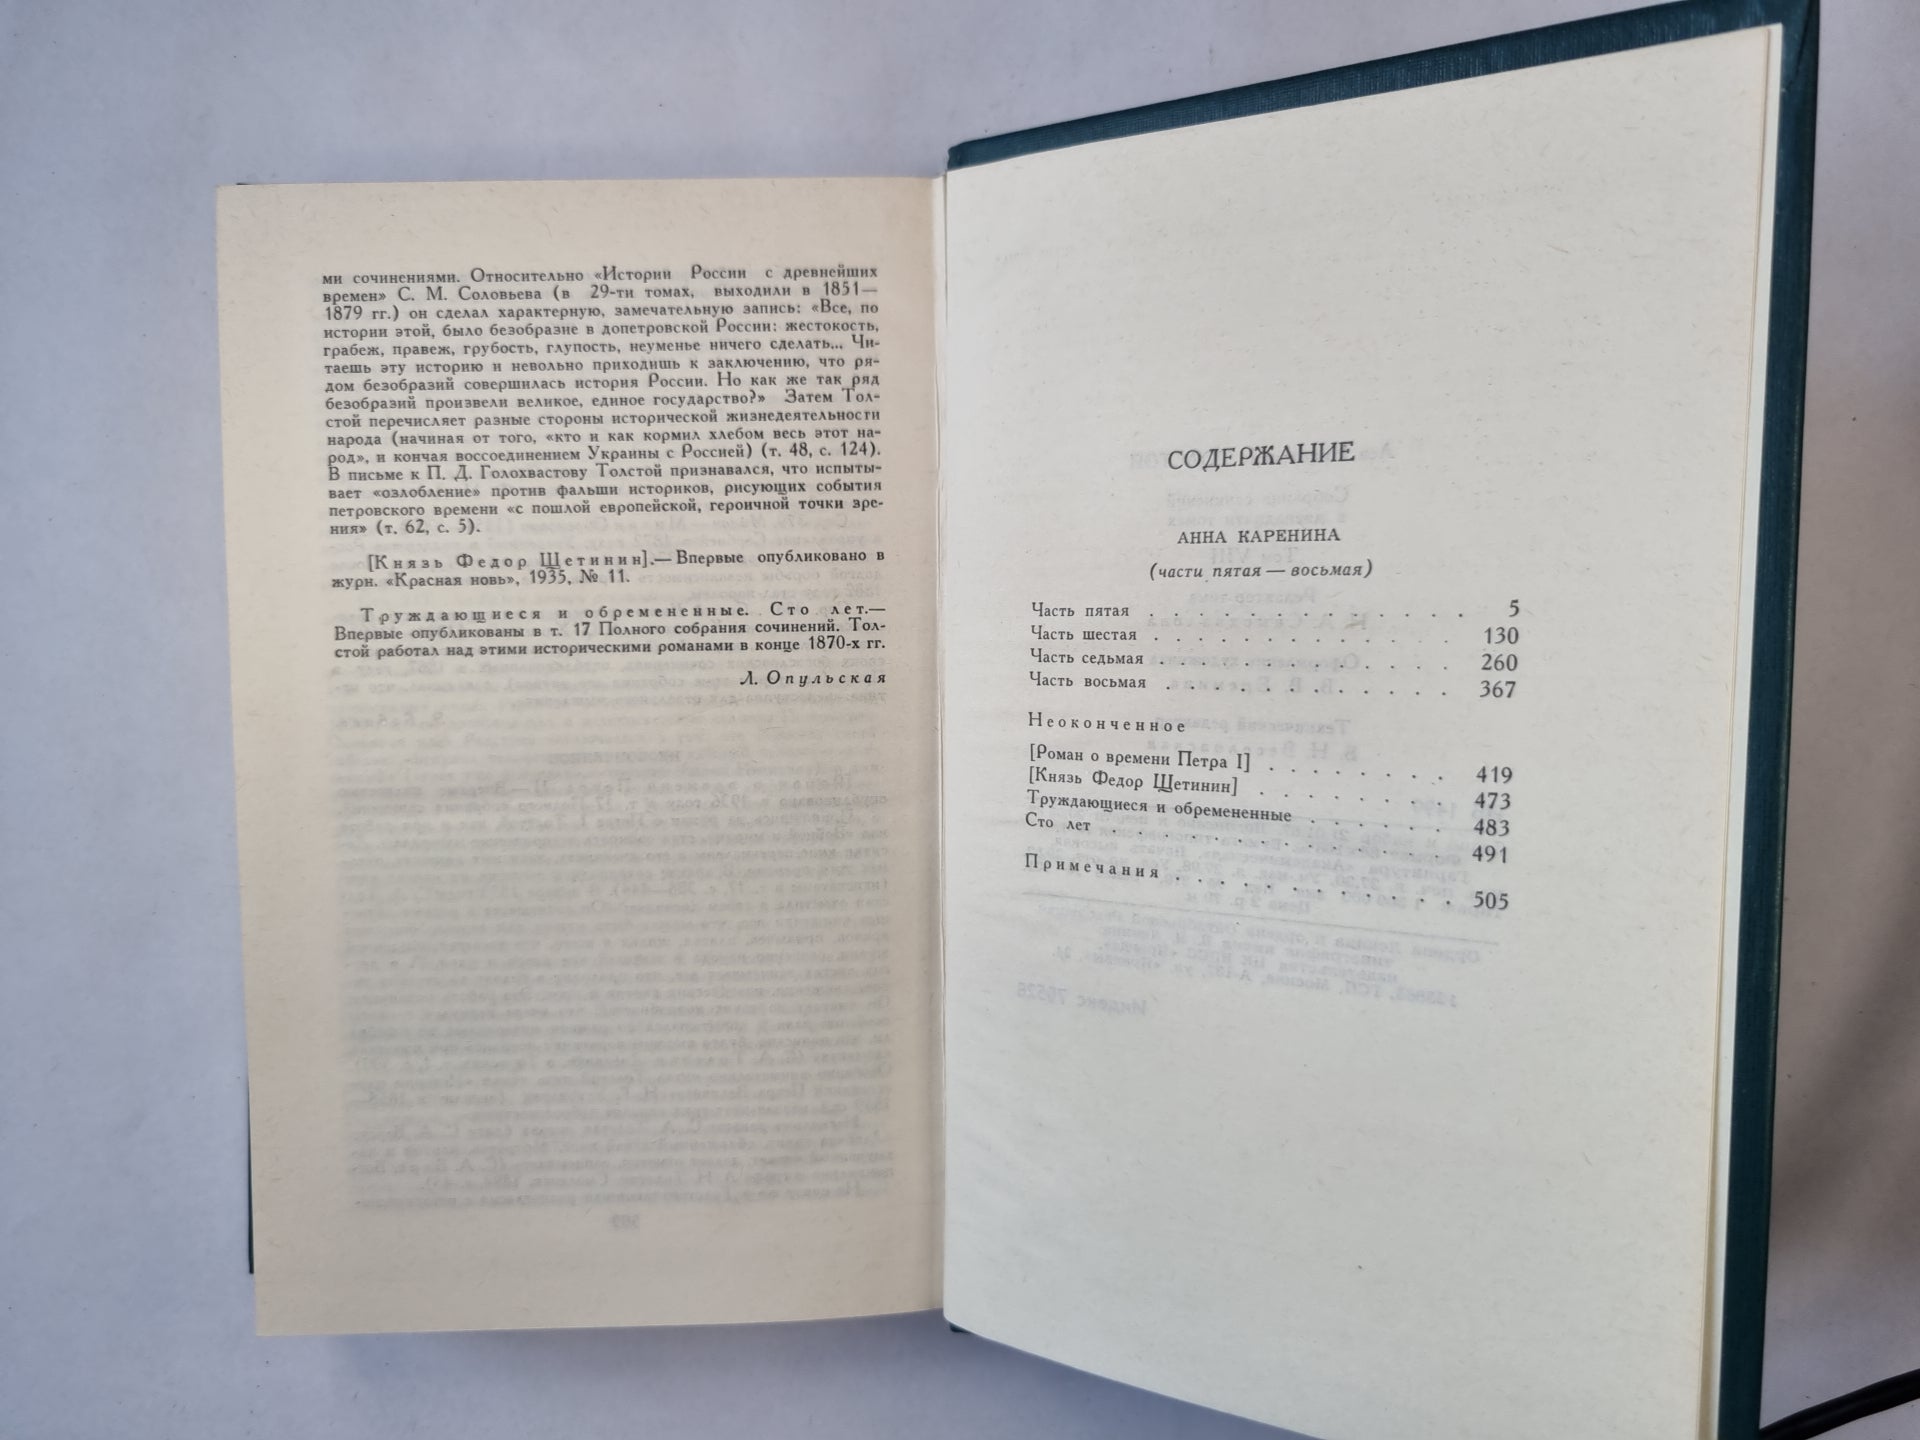 ми сочинениями. Относительно «Истории России с древнейших
времен» С. М. Соловьева (в 29-ти томах, выходили в 1851—
1879 гг.) он сделал характерную, замечательную запись: «Все, по
истории этой, было безобразие в допетровской России: жестокость,
грабеж, правеж, грубость, глупость, неуменье ничего сделать... Чи-
таешь эту историю и невольно приходишь к заключению, что ря-
дом безобразий совершилась история России. Но как же так ряд
безобразий произвели великое, единое государство?» Затем Тол-
стой перечисляет разные стороны исторической жизнедеятельности
народа (начиная от того, «кто и как кормил хлебом весь этот на-
род», и кончая воссоединением Украины с Россией) (т. 48, с. 124).
В письме к П. Д. Голохвастову Толстой признавался, что испыты-
вает «озлобление» против фальши историков, рисующих события
петровского времени «с пошлой европейской, героичной точки зре-
ния» (т. 62, с. 5).
[Князь Федор Щетинин].— Впервые опубликовано в
журн. «Красная новь», 1935, № 11.
Труждающиеся и обремененные. Сто лет.—
Впервые опубликованы в т. 17 Полного собрания сочинений. Тол-
стой работал над этими историческими романами в конце 1870-х гг.
Л. Опульская
СОДЕРЖАНИЕ
АННА КАРЕНИНА
(части пятая — восьмая)
Часть пятая . . . . . . . . . . . . . 5
Часть шестая . . . . . . . . . . . . . 130
Часть седьмая . . . . . . . . . . . . . 260
Часть восьмая . . . . . . . . . . . . . 367
Неоконченное
[Роман о времени Петра I] . . . . . . . . 419
[Князь Федор Щетинин] . . . . . . . . 473
Труждающиеся и обремененные . . . . . . 483
Сто лет . . . . . . . . . . . . . 491
Примечания . . . . . . . . . . 505